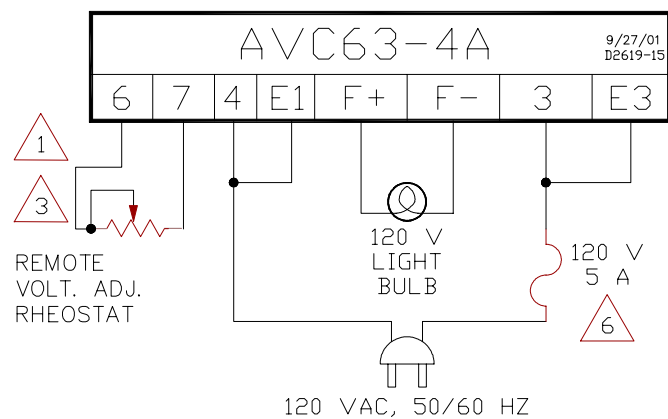 AVC63-4A
9/27/01
D2619-15
6 7 4 E1 F+ F- 3 E3
1
3
REMOTE
VOLT. ADJ.
RHEOSTAT
120 V
LIGHT
BULB
120 V
5 A
6
120 VAC, 50/60 HZ